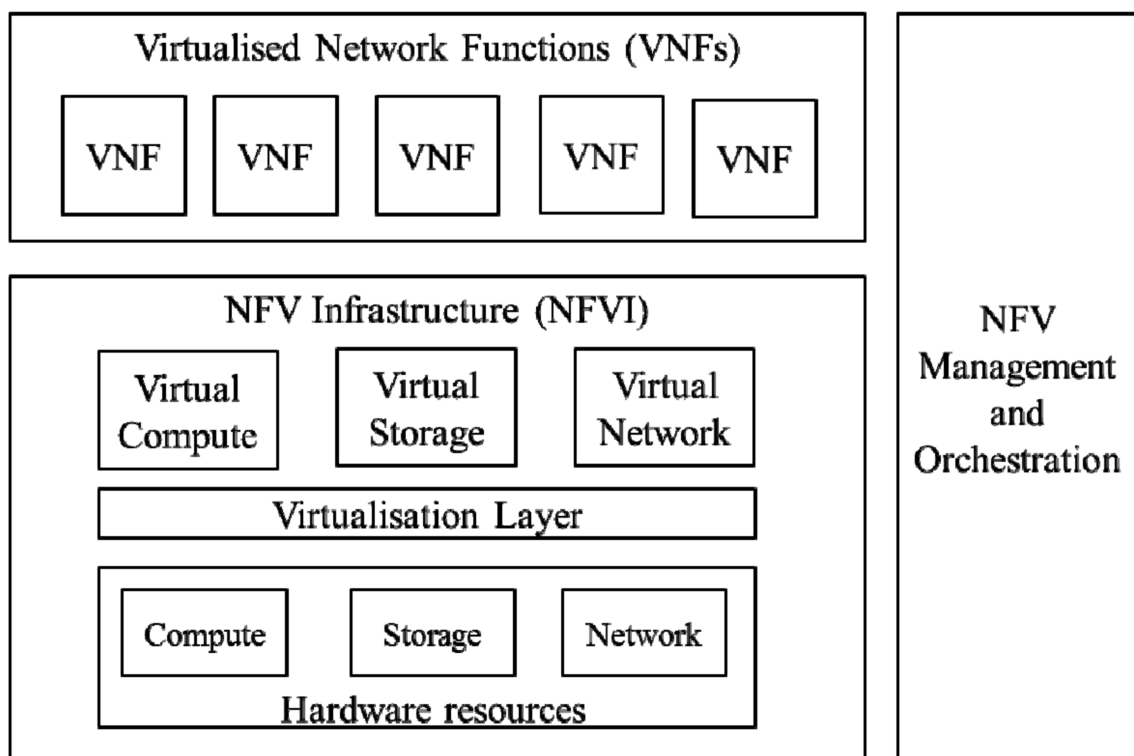 Virtualised Network Functions (VNFs)
VNF
VNF
VNF
VNF
VNF
NFV Infrastructure (NFVI)
Virtual
Compute
Virtual
Storage
Virtual
Network
Virtualisation Layer
Compute
Storage
Network
Hardware resources
NFV
Management
and
Orchestration